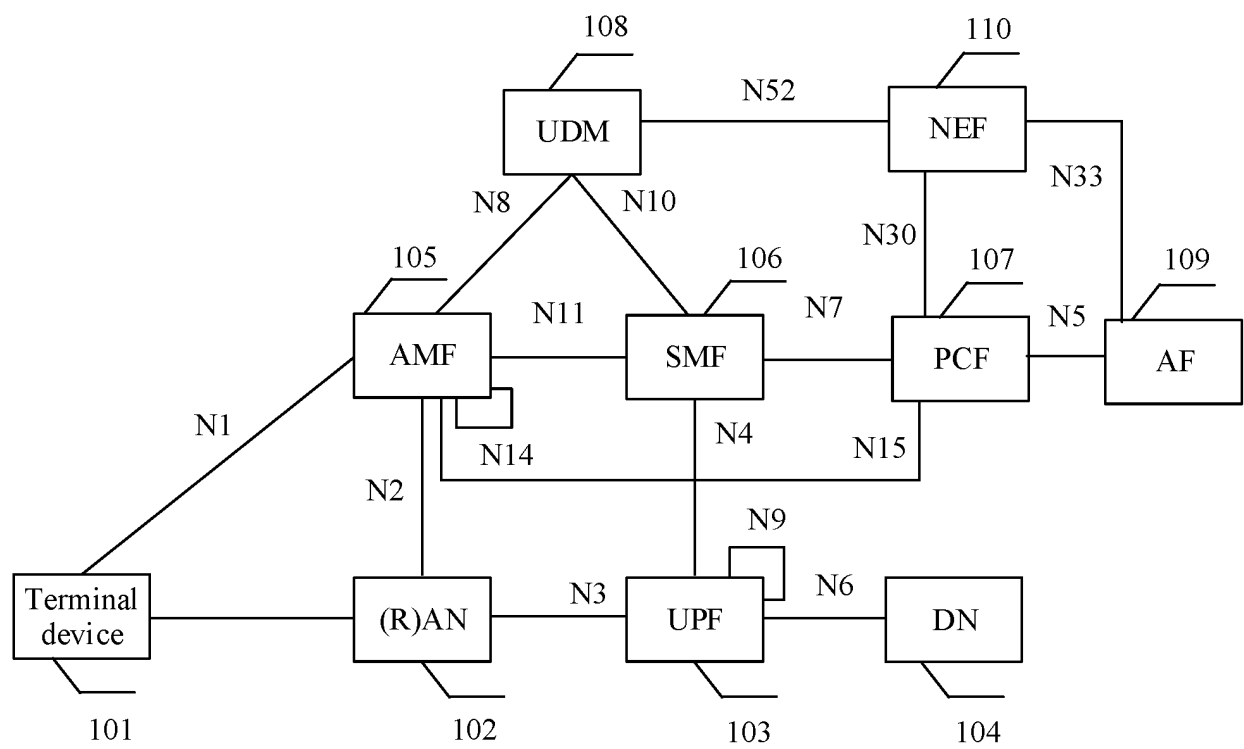 108
110
UDM
N52
NEF
N8
N10
N33
N30
105
106
107
109
N11
N7
N5
AMF
SMF
PCF
AF
N1
N14
N4
N15
N2
N9
Terminal
device
(R)AN
N3
UPF
N6
DN
101
102
103
104